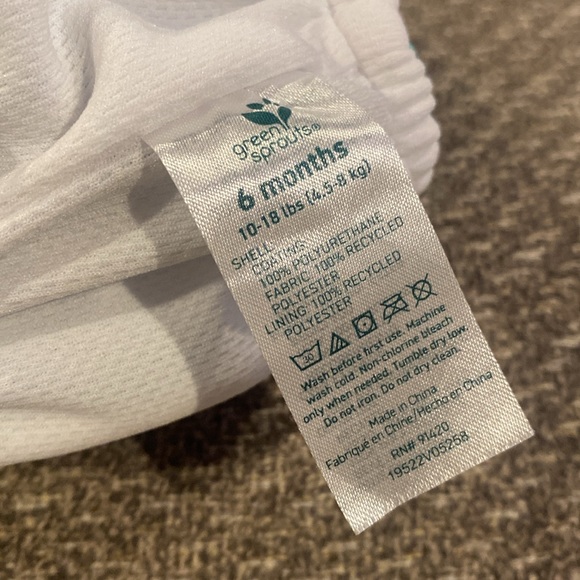 green
sprouts®
6 months
10-18 lbs (4.5-8 kg)
SHELL
COATING:
100% POLYURETHANE
FABRIC: 100% RECYCLED
POLYESTER
LINING: 100% RECYCLED
POLYESTER
30
Wash before first use. Machine
wash cold. Non-chlorine bleach
only when needed. Tumble dry low.
Do not iron. Do not dry clean.
Made in China
Fabriqué en Chine/Hecho en China
RN# 91420
19522V05258